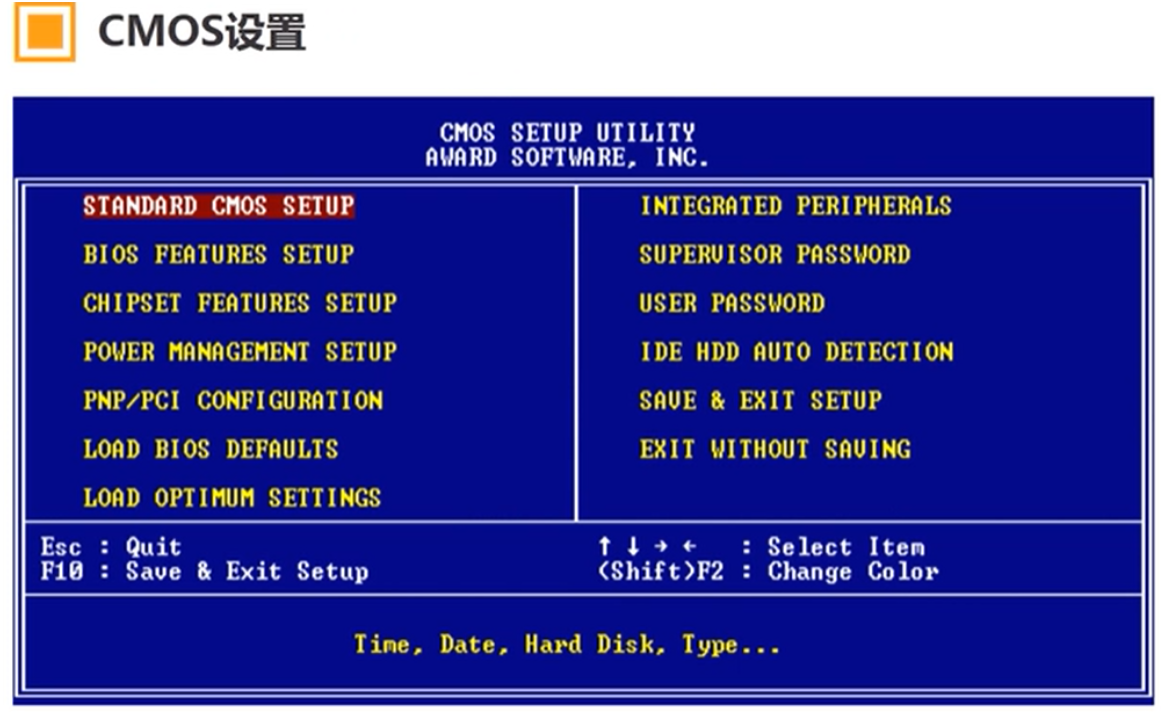 CMOS设置
CMOS SETUP UTILITY
AWARD SOFTWARE, INC.
STANDARD CMOS SETUP
BIOS FEATURES SETUP
CHIPSET FEATURES SETUP
POWER MANAGEMENT SETUP
PNP/PCI CONFIGURATION
LOAD BIOS DEFAULTS
LOAD OPTIMUM SETTINGS
INTEGRATED PERIPHERALS
SUPERVISOR PASSWORD
USER PASSWORD
IDE HDD AUTO DETECTION
SAVE & EXIT SETUP
EXIT WITHOUT SAVING
Esc : Quit
F10 : Save & Exit Setup
↑ ↓ → ← : Select Item
(Shift)F2 : Change Color
Time, Date, Hard Disk, Type...